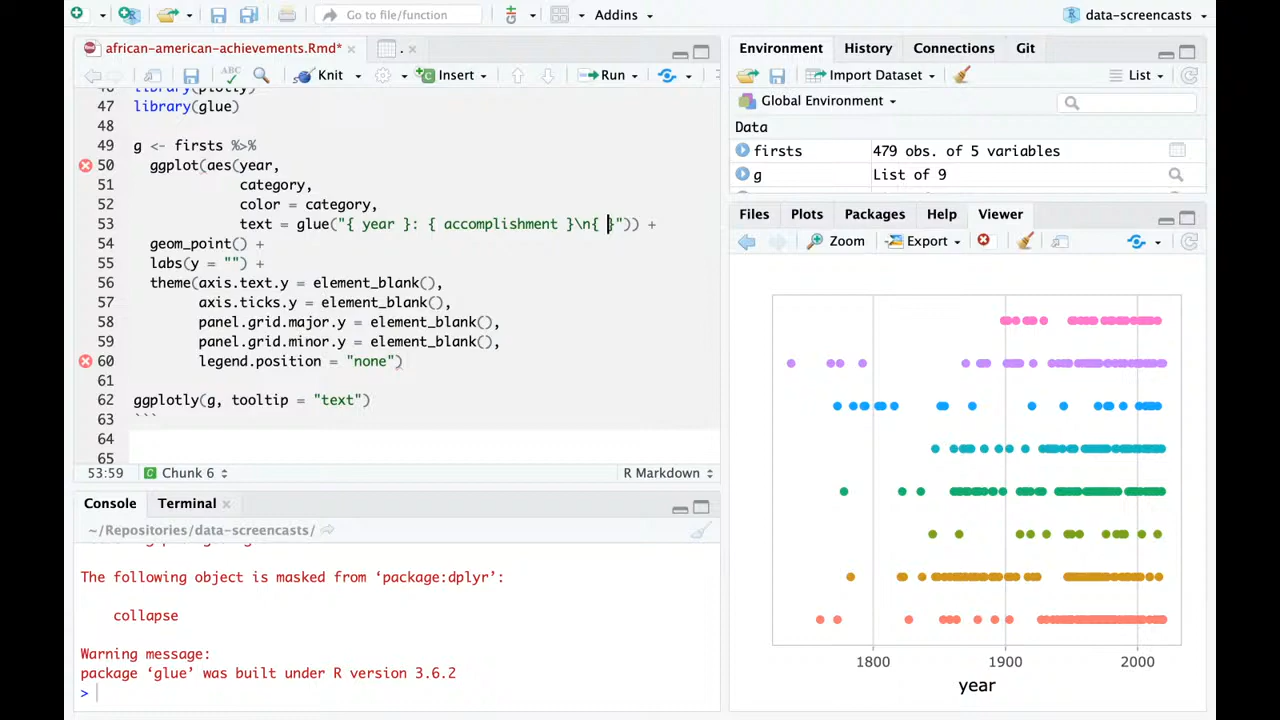 Go to file/function
Addins
data-screencasts
african-american-achievements.Rmd*
.
ABC
Knit
Insert
Run
46 library(plotly)
47 library(glue)
48
49 g <- firsts %>%
50 ggplot(aes(year,
51 category,
52 color = category,
53 text = glue("{ year }: { accomplishment }\n{ }")) +
54 geom_point() +
55 labs(y = "") +
56 theme(axis.text.y = element_blank(),
57 axis.ticks.y = element_blank(),
58 panel.grid.major.y = element_blank(),
59 panel.grid.minor.y = element_blank(),
60 legend.position = "none")
61
62 ggplotly(g, tooltip = "text")
63 ```
64
65
53:59 Chunk 6 R Markdown
Console Terminal
~/Repositories/data-screencasts/
The following object is masked from ‘package:dplyr’:
collapse
Warning message:
package ‘glue’ was built under R version 3.6.2
>
Environment History Connections Git
Import Dataset List
Global Environment
Data
firsts 479 obs. of 5 variables
g List of 9
Files Plots Packages Help Viewer
Zoom Export
1800 1900 2000
year